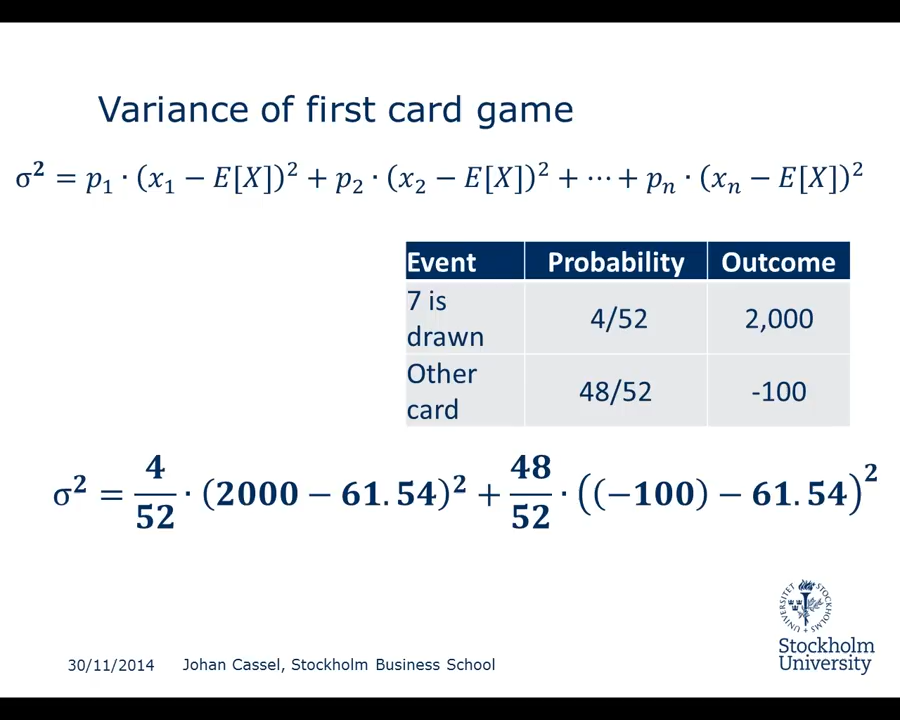 Variance of first card game
σ² = p₁ · (x₁ − E[X])² + p₂ · (x₂ − E[X])² + ⋯ + pₙ · (xₙ − E[X])²
Event Probability Outcome
7 is drawn 4/52 2,000
Other card 48/52 -100
σ² = 4/52 · (2000 − 61.54)² + 48/52 · ((−100) − 61.54)²
UNIVERSITET STOCKHOLMS
Stockholm
University
30/11/2014 Johan Cassel, Stockholm Business School